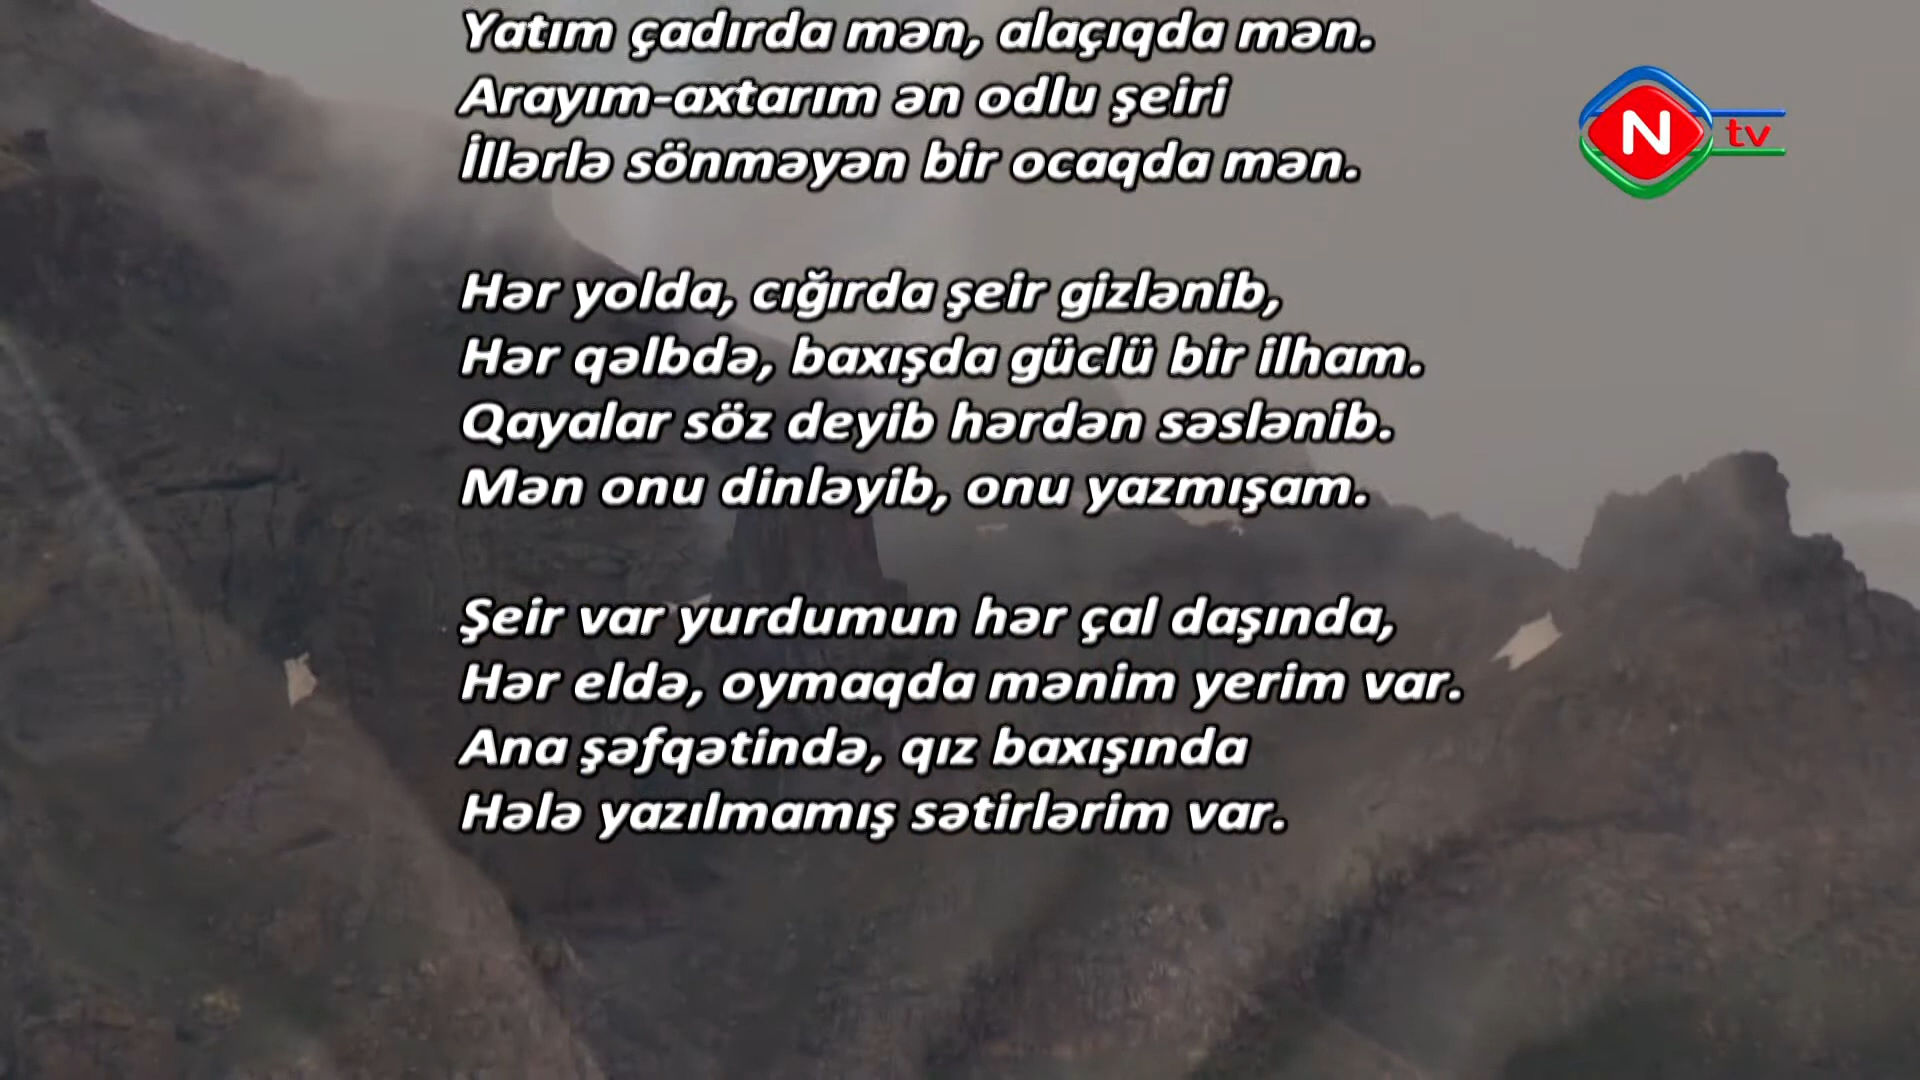 Yatım çadırda mən, alaçıqda mən.
Arayım-axtarım ən odlu şeiri
İllərlə sönməyən bir ocaqda mən.
Hər yolda, cığırda şeir gizlənib,
Hər qəlbdə, baxışda güclü bir ilham.
Qayalar söz deyib hərdən səslənib.
Mən onu dinləyib, onu yazmışam.
Şeir var yurdumun hər çal daşında,
Hər eldə, oymaqda mənim yerim var.
Ana şəfqətində, qız baxışında
Hələ yazılmamış sətirlərim var.
N tv